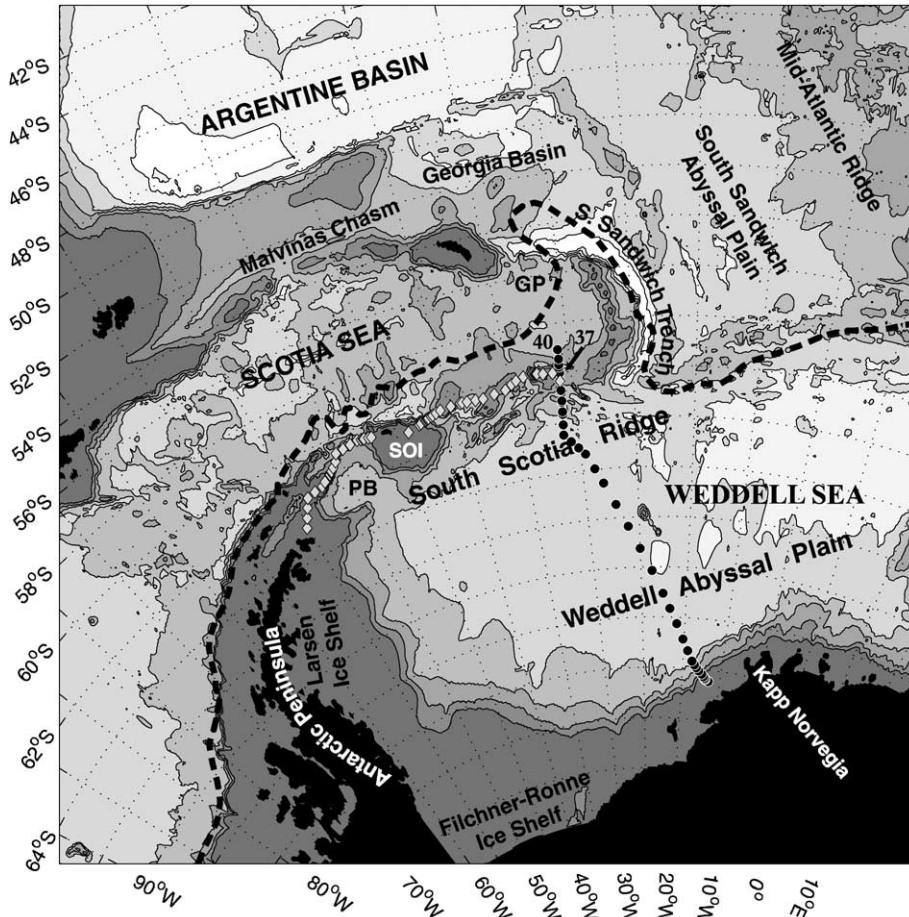 42°S
44°S
46°S
48°S
50°S
52°S
54°S
56°S
58°S
60°S
62°S
64°S
ARGENTINE BASIN
Georgia Basin
Malvinas Chasm
Mid-Atlantic Ridge
South Sandwich
Abyssal Plain
S. Sandwich Trench
GP
SCOTIA SEA
40
37
SOI
PB
South Scotia Ridge
WEDDELL SEA
Weddell Abyssal Plain
Larsen
Ice Shelf
Antarctic Peninsula
Kapp Norvegia
Filchner-Ronne
Ice Shelf
90°W
80°W
70°W
60°W
50°W
40°W
30°W
20°W
10°W
0°
10°E